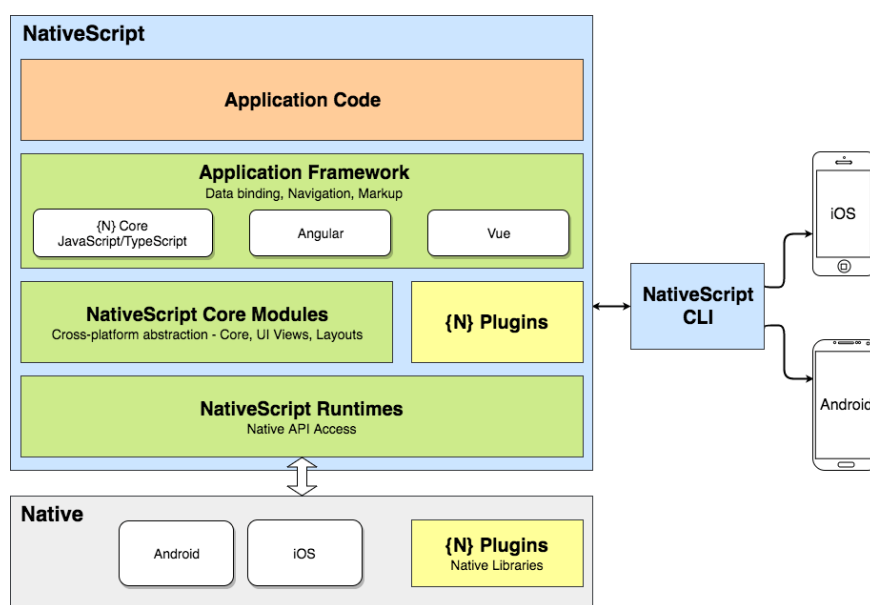 NativeScript
Application Code
Application Framework
Data binding, Navigation, Markup
{N} Core
JavaScript/TypeScript
Angular
Vue
NativeScript Core Modules
Cross-platform abstraction - Core, UI Views, Layouts
{N} Plugins
NativeScript Runtimes
Native API Access
NativeScript
CLI
iOS
Android
Native
Android
iOS
{N} Plugins
Native Libraries